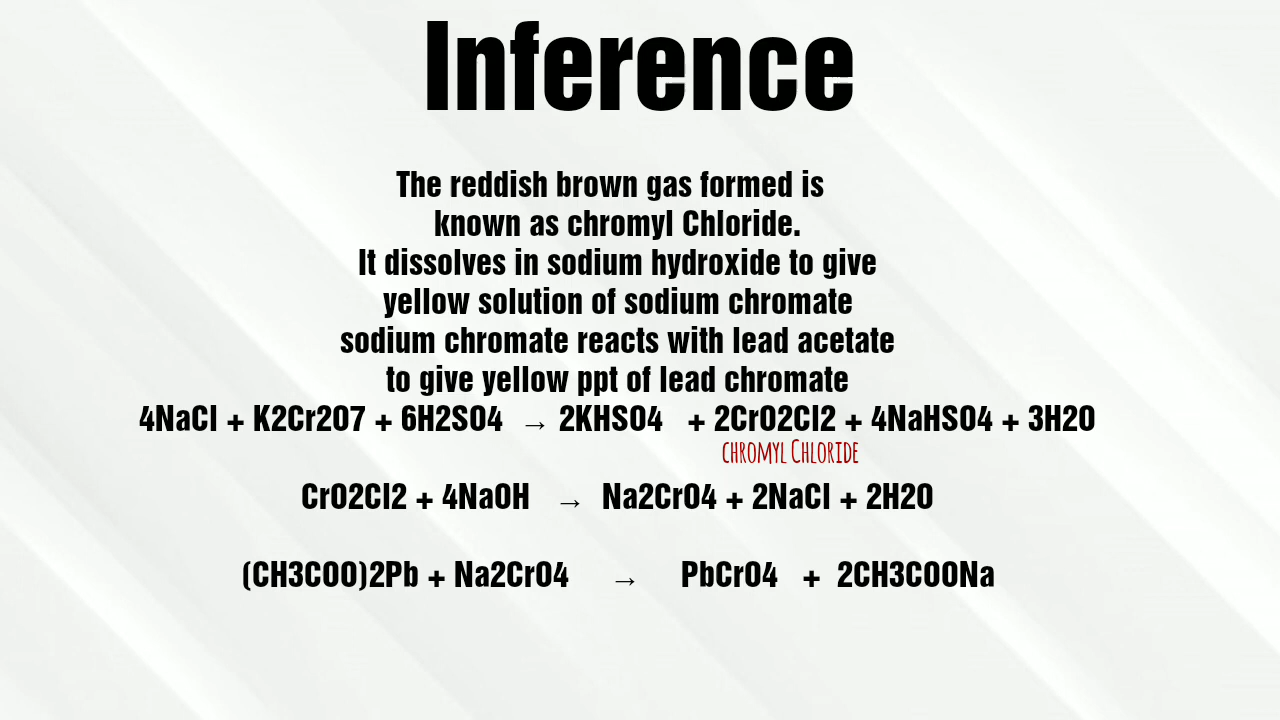 Inference
The reddish brown gas formed is
known as chromyl Chloride.
It dissolves in sodium hydroxide to give
yellow solution of sodium chromate
sodium chromate reacts with lead acetate
to give yellow ppt of lead chromate
4NaCl + K2Cr2O7 + 6H2SO4 → 2KHSO4 + 2CrO2Cl2 + 4NaHSO4 + 3H2O
chromyl Chloride
CrO2Cl2 + 4NaOH → Na2CrO4 + 2NaCl + 2H2O
(CH3COO)2Pb + Na2CrO4 → PbCrO4 + 2CH3COONa